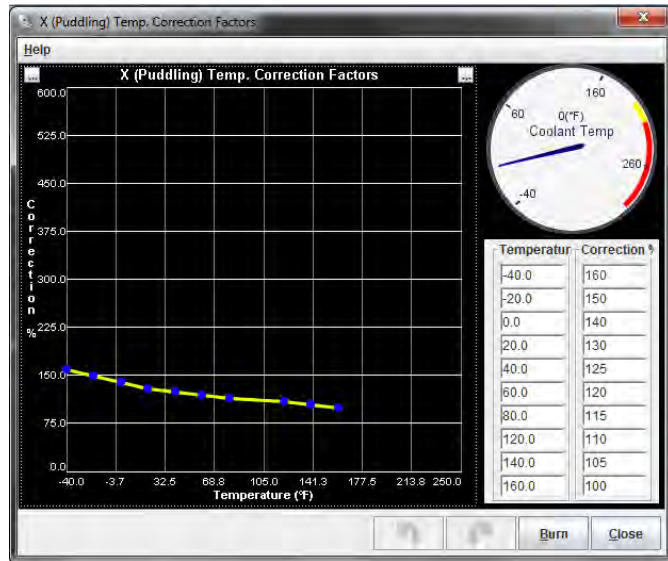 X (Puddling) Temp. Correction Factors
Help
... X (Puddling) Temp. Correction Factors ...
600.0
525.0
450.0
375.0
300.0
225.0
150.0
75.0
0.0
Correction %
-40.0 -3.7 32.5 68.8 105.0 141.3 177.5 213.8 250.0
Temperature (°F)
160
60
0(°F)
Coolant Temp
260
-40
Temperatur Correction %
-40.0 160
-20.0 150
0.0 140
20.0 130
40.0 125
60.0 120
80.0 115
120.0 110
140.0 105
160.0 100
Burn Close